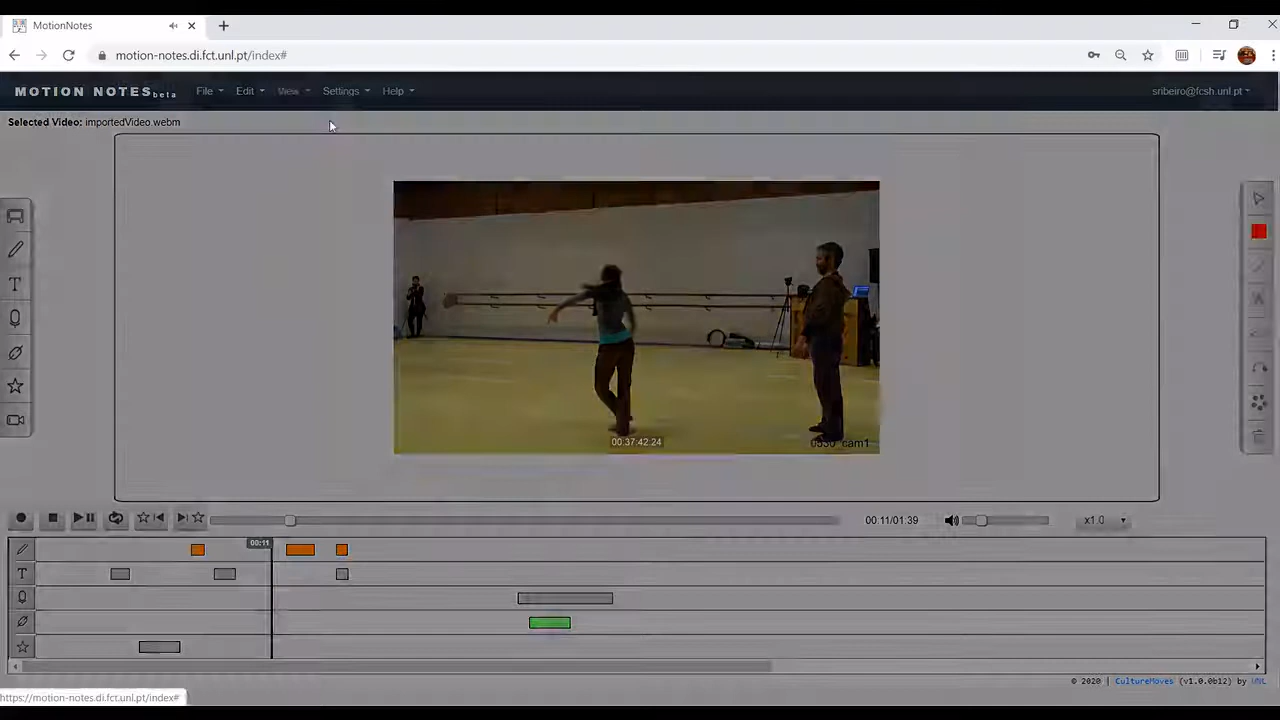 MotionNotes
motion-notes.di.fct.unl.pt/index#
MOTION NOTES beta File Edit View Settings Help sribeiro@fcsh.unl.pt
Selected Video: importedVideo.webm
T
00:37:42:24
cam1
A
00.11/01:39
x1.0
00:11
T
© 2020 | CultureMoves (v1.0.0b12) by UNL
https://motion-notes.di.fct.unl.pt/index#